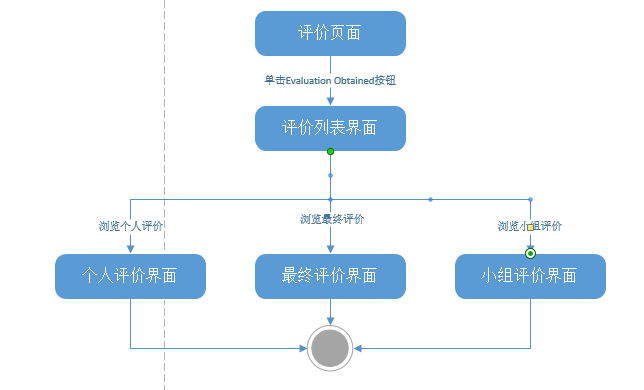 评价页面
单击Evaluation Obtained按钮
评价列表界面
浏览个人评价
浏览最终评价
浏览小组评价
个人评价界面
最终评价界面
小组评价界面